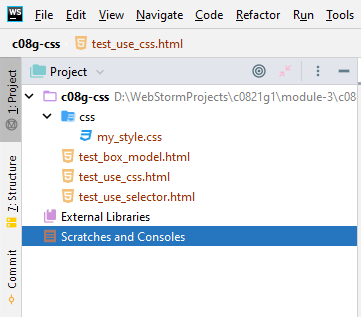 WS File Edit View Navigate Code Refactor Run Tools
c08g-css test_use_css.html
Project
c08g-css D:\WebStormProjects\c0821g1\module-3\c08
css
my_style.css
test_box_model.html
test_use_css.html
test_use_selector.html
External Libraries
Scratches and Consoles
1: Project
7: Structure
Commit